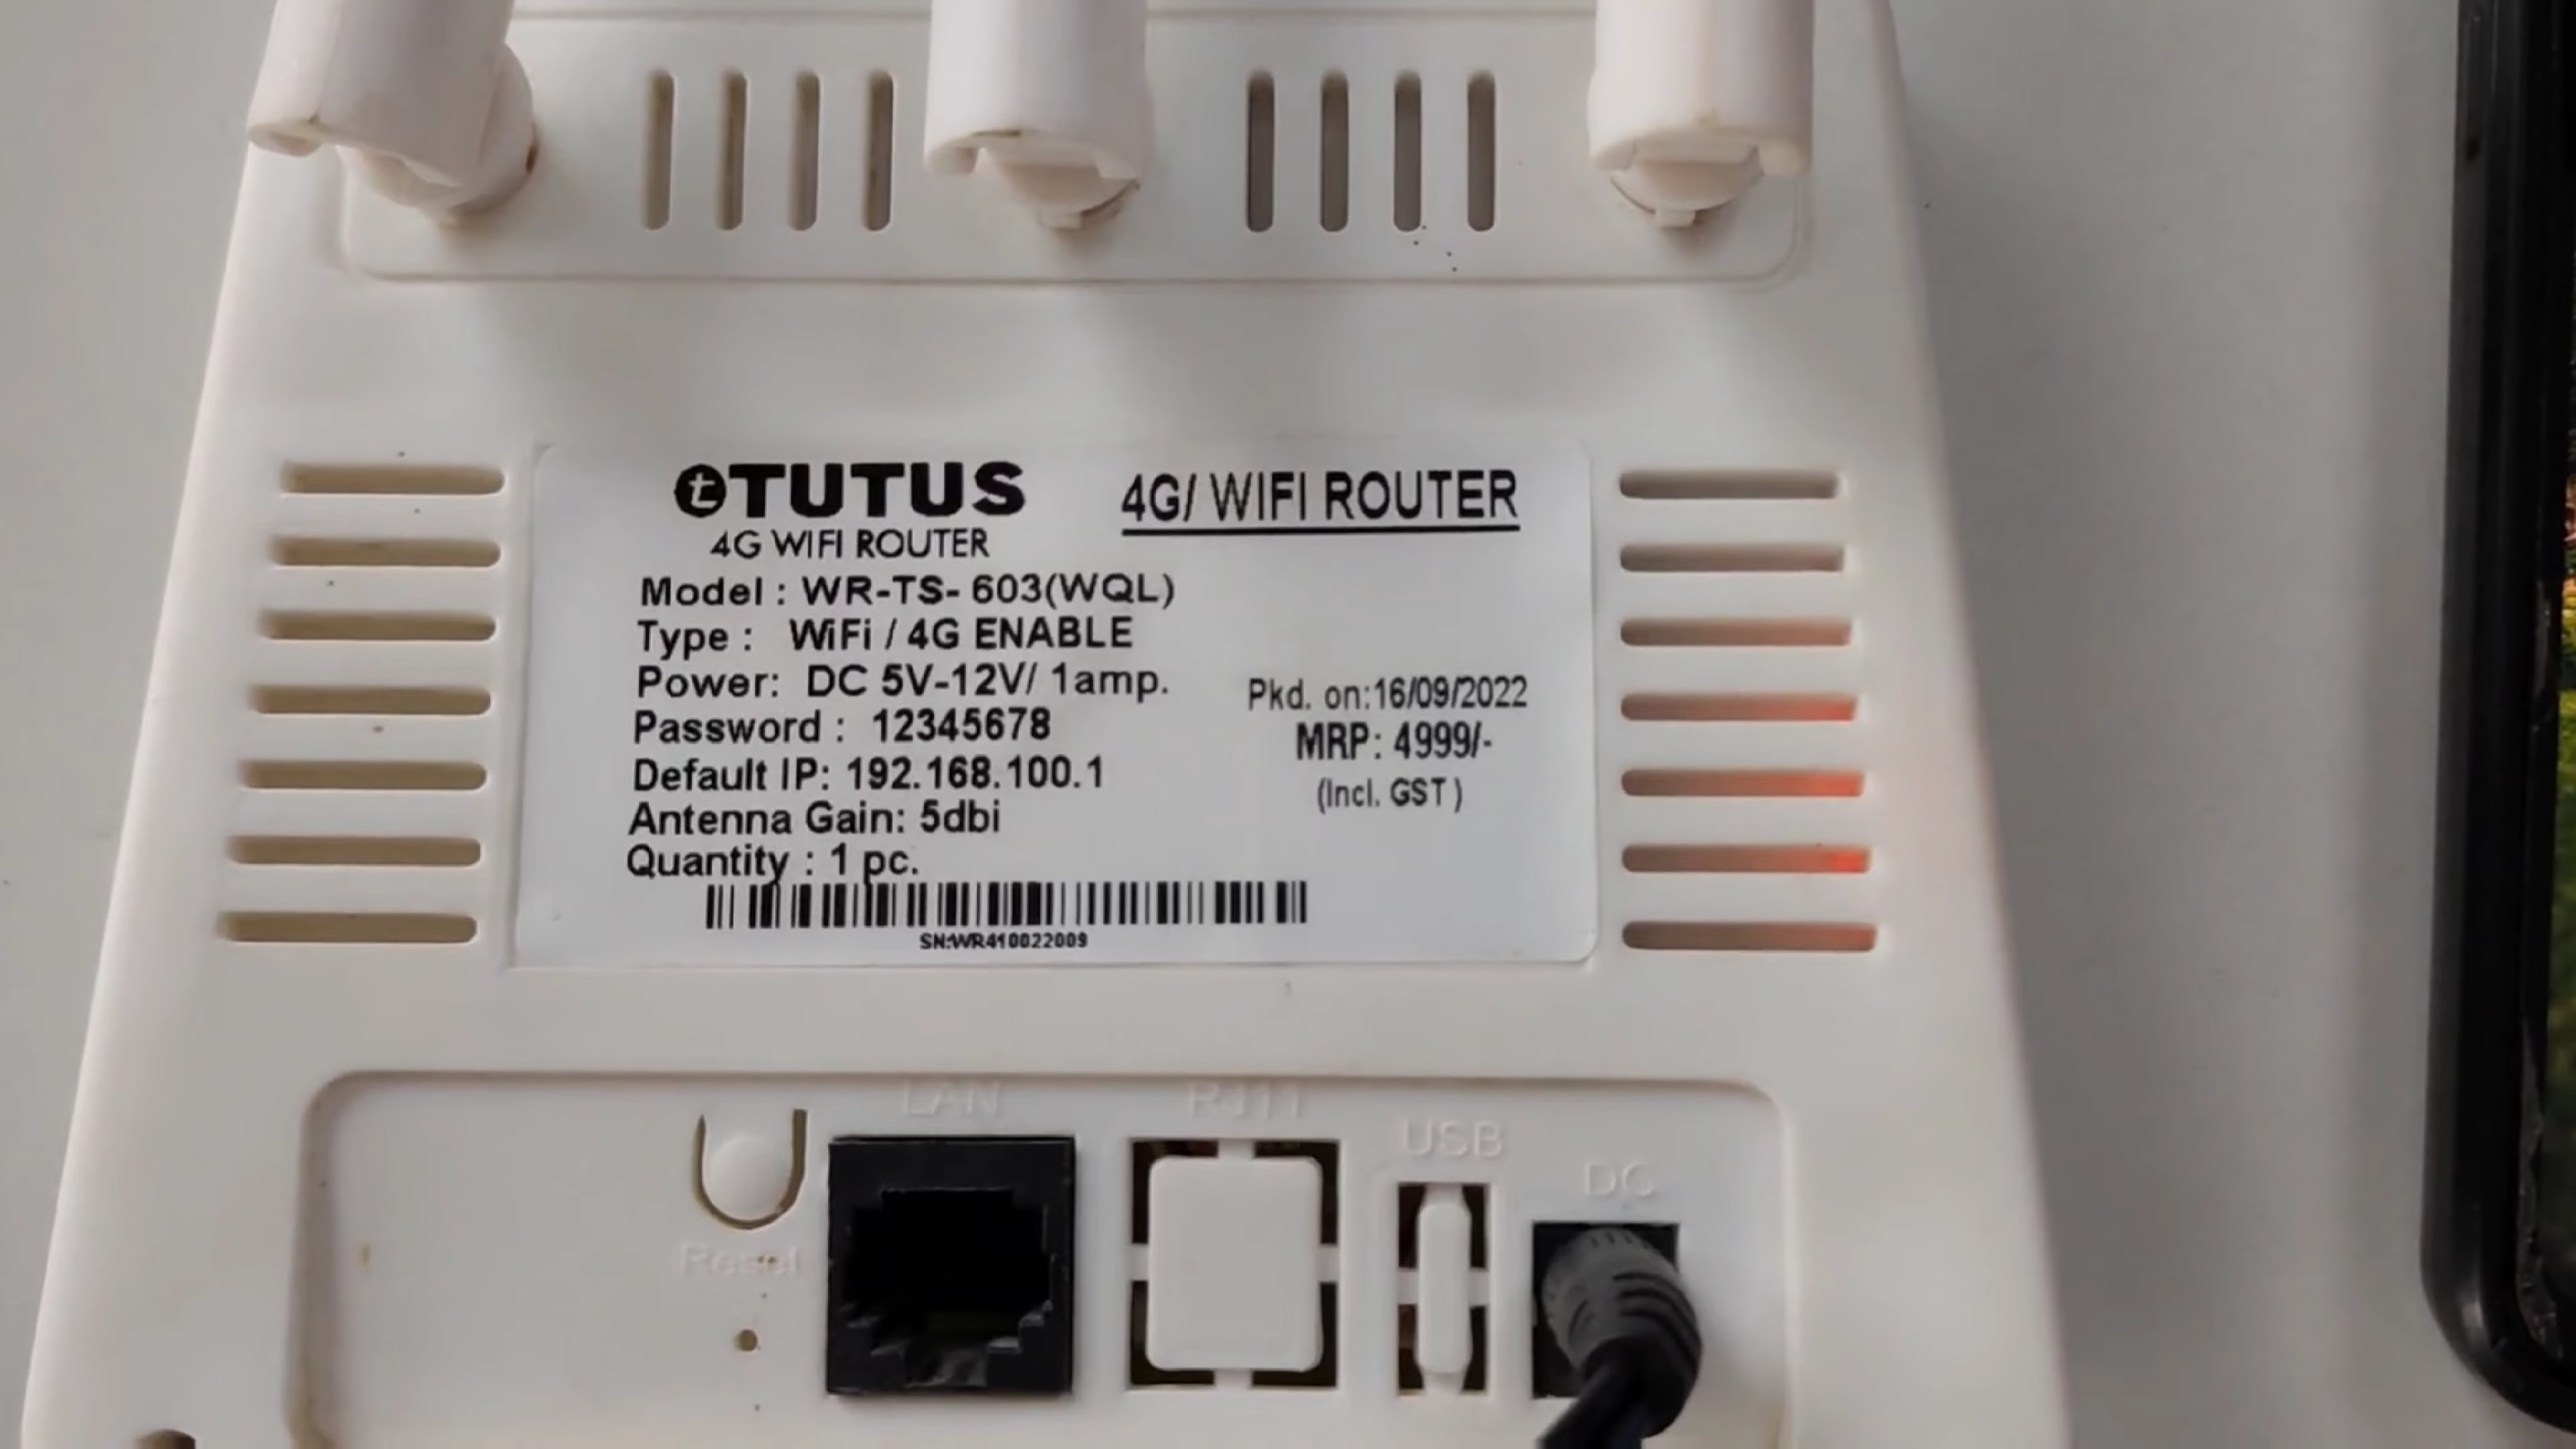 TUTUS
4G WIFI ROUTER
4G/ WIFI ROUTER
Model : WR-TS- 603(WQL)
Type : WiFi / 4G ENABLE
Power: DC 5V-12V/ 1amp.
Password : 12345678
Default IP: 192.168.100.1
Antenna Gain: 5dbi
Quantity : 1 pc.
Pkd. on:16/09/2022
MRP: 4999/-
(Incl. GST )
SN:WR410022009
LAN
RJ11
USB
DC
Reset